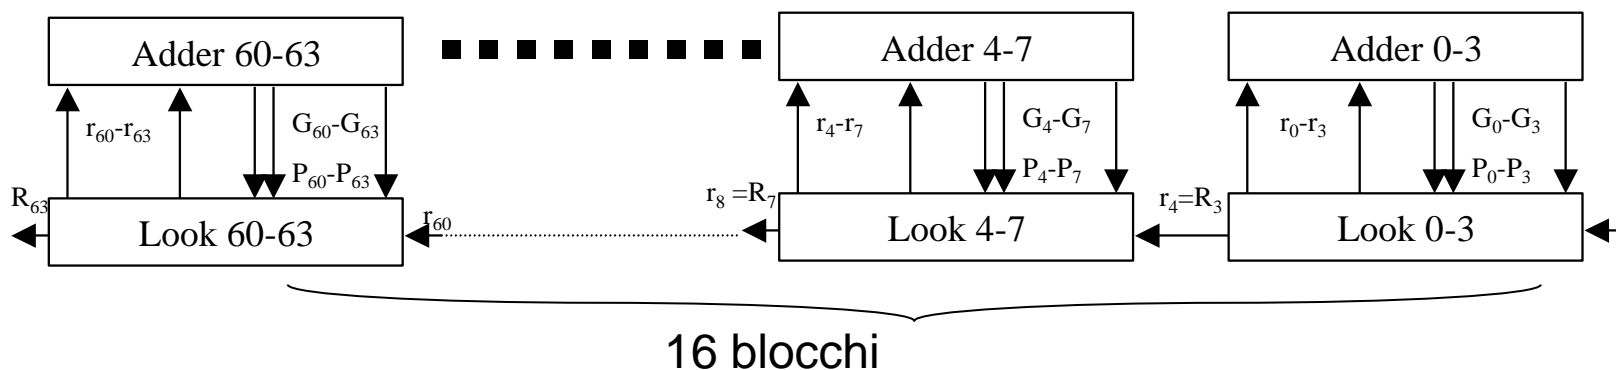 Adder 60-63
Adder 4-7
Adder 0-3
r₆₀-r₆₃
G₆₀-G₆₃
P₆₀-P₆₃
r₄-r₇
G₄-G₇
P₄-P₇
r₀-r₃
G₀-G₃
P₀-P₃
R₆₃
Look 60-63
r₆₀
r₈ =R₇
Look 4-7
r₄=R₃
Look 0-3
16 blocchi